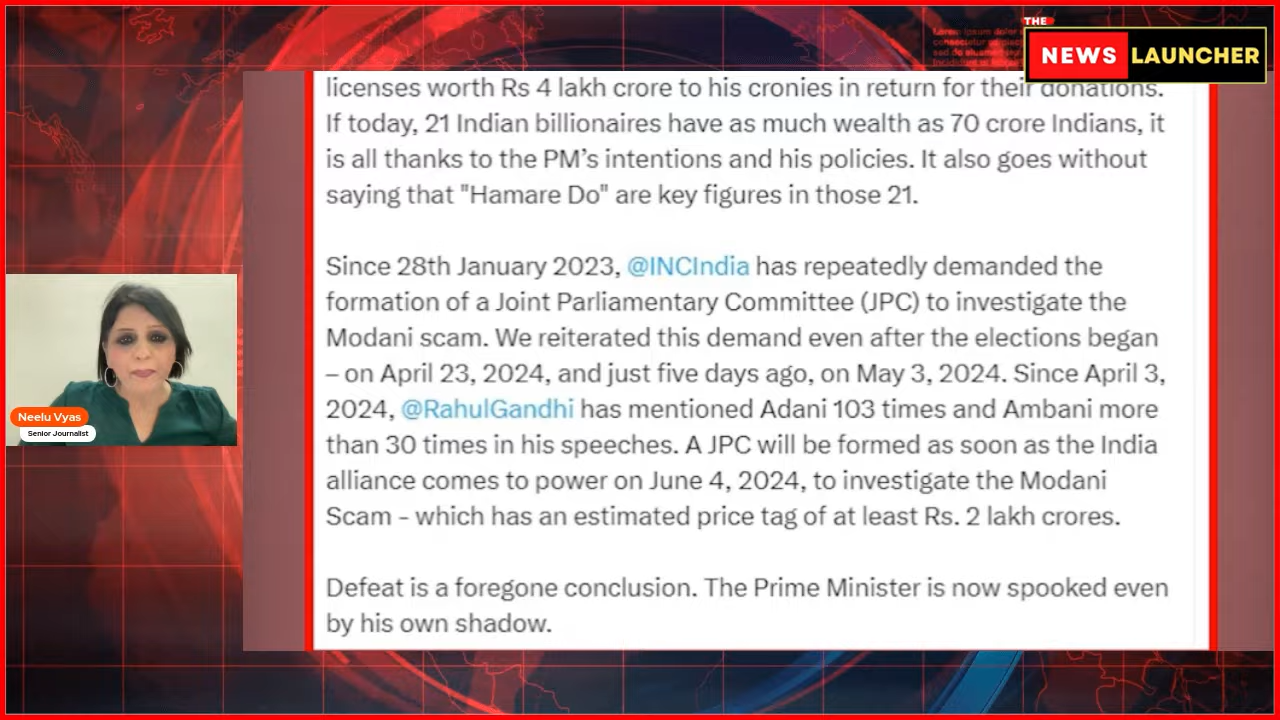 THE
NEWS LAUNCHER
licenses worth Rs 4 lakh crore to his cronies in return for their donations.
If today, 21 Indian billionaires have as much wealth as 70 crore Indians, it
is all thanks to the PM’s intentions and his policies. It also goes without
saying that "Hamare Do" are key figures in those 21.
Since 28th January 2023, @INCIndia has repeatedly demanded the
formation of a Joint Parliamentary Committee (JPC) to investigate the
Modani scam. We reiterated this demand even after the elections began
– on April 23, 2024, and just five days ago, on May 3, 2024. Since April 3,
2024, @RahulGandhi has mentioned Adani 103 times and Ambani more
than 30 times in his speeches. A JPC will be formed as soon as the India
alliance comes to power on June 4, 2024, to investigate the Modani
Scam - which has an estimated price tag of at least Rs. 2 lakh crores.
Defeat is a foregone conclusion. The Prime Minister is now spooked even
by his own shadow.
Neelu Vyas
Senior Journalist